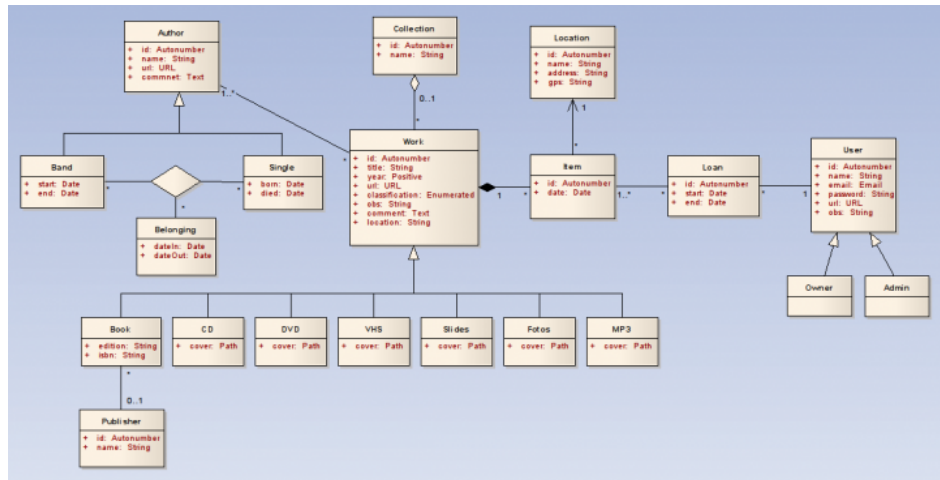 Author
+ id: Autonumber
+ name: String
+ url: URL
+ commnet: Text
Collection
+ id: Autonumber
+ name: String
Location
+ id: Autonumber
+ name: String
+ address: String
+ gps: String
1..*
0..1
*
1
*
*
Work
+ id: Autonumber
+ title: String
+ year: Positive
+ url: URL
+ classification: Enumerated
+ obs: String
+ comment: Text
+ location: String
Band
+ start: Date
+ end: Date
*
Single
+ born: Date
+ died: Date
*
*
Belonging
+ dateIn: Date
+ dateOut: Date
1
*
Item
+ id: Autonumber
+ date: Date
1..*
*
Loan
+ id: Autonumber
+ start: Date
+ end: Date
*
1
User
+ id: Autonumber
+ name: String
+ email: Email
+ password: String
+ url: URL
+ obs: String
Owner
Admin
Book
+ edition: String
+ isbn: String
CD
+ cover: Path
DVD
+ cover: Path
VHS
+ cover: Path
Slides
+ cover: Path
Fotos
+ cover: Path
MP3
+ cover: Path
*
0..1
Publisher
+ id: Autonumber
+ name: String